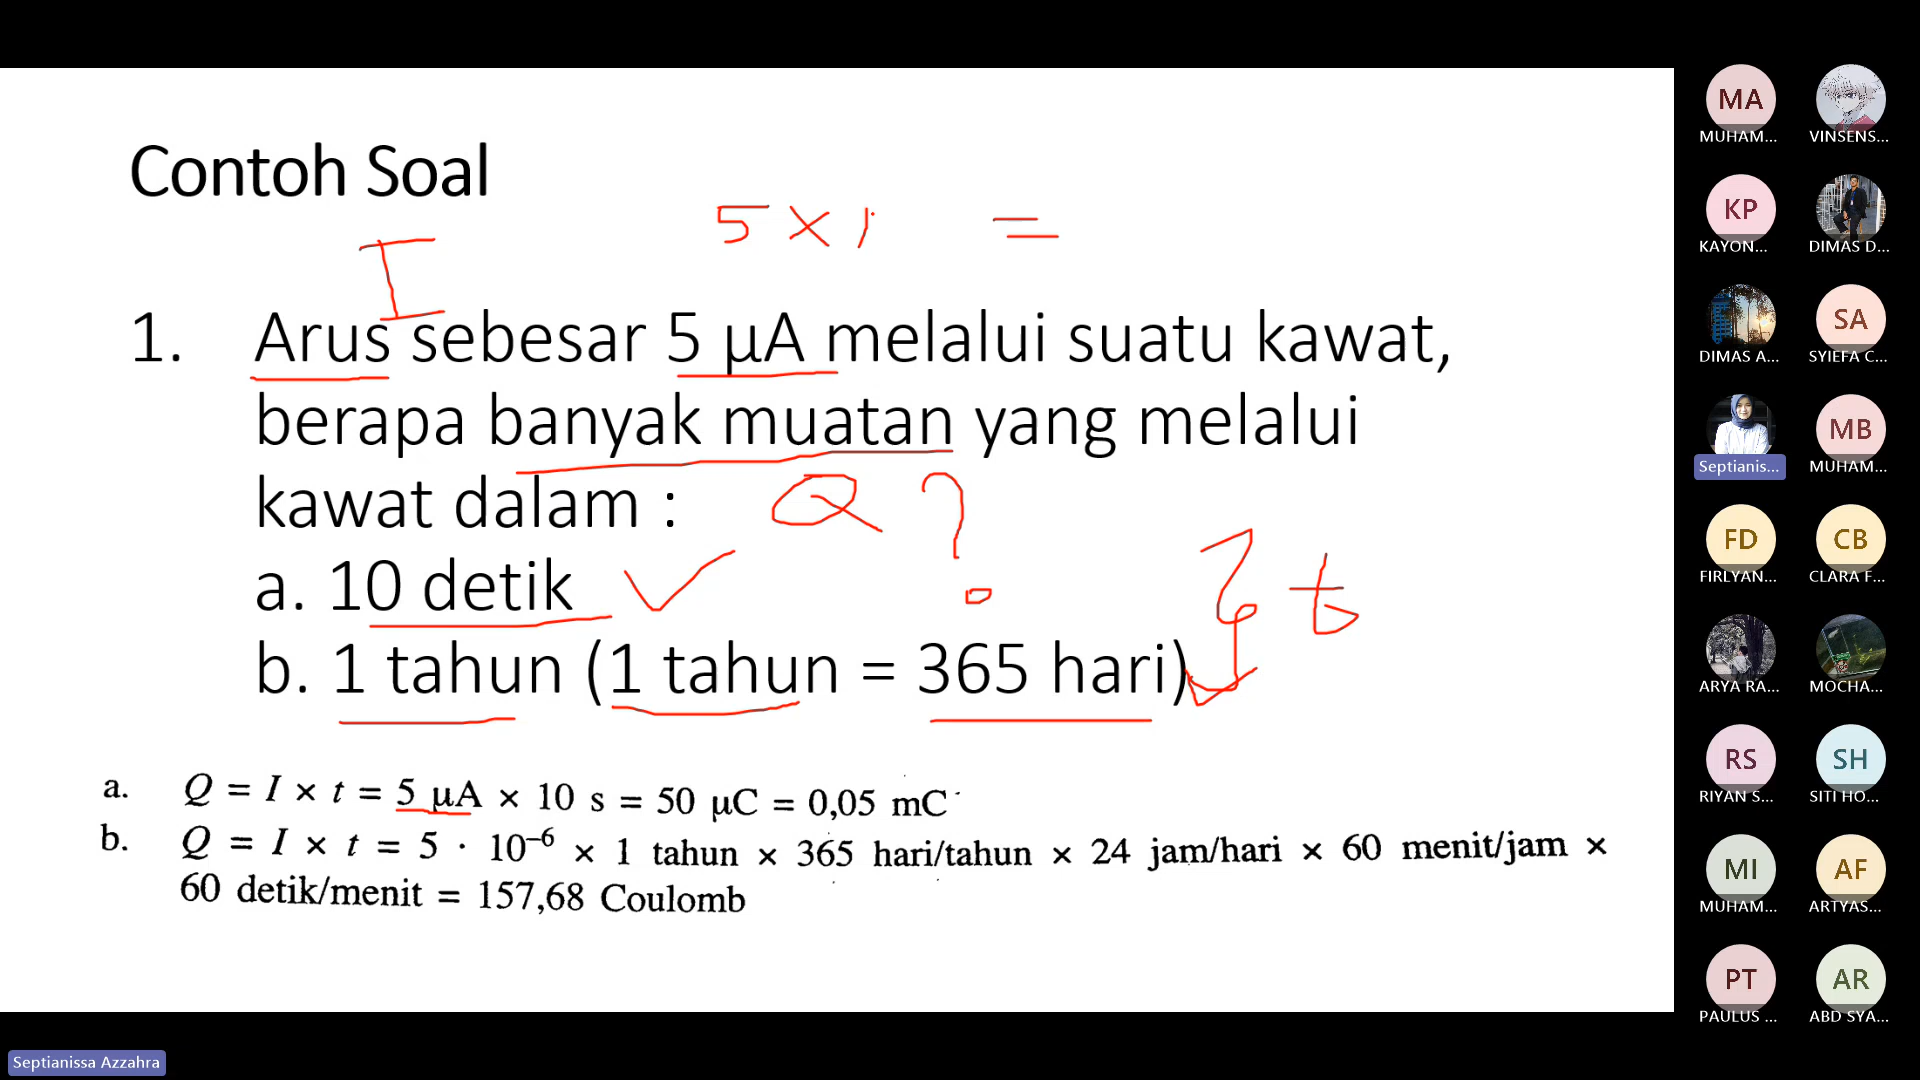 Contoh Soal
5 × 1 =
I
1. Arus sebesar 5 μA melalui suatu kawat,
berapa banyak muatan yang melalui
kawat dalam :
Q ?
a. 10 detik
t
b. 1 tahun (1 tahun = 365 hari)
a. Q = I × t = 5 μA × 10 s = 50 μC = 0,05 mC
b. Q = I × t = 5 · 10⁻⁶ × 1 tahun × 365 hari/tahun × 24 jam/hari × 60 menit/jam ×
60 detik/menit = 157,68 Coulomb
MA
MUHAM...
VINSENS...
KP
KAYON...
DIMAS D...
DIMAS A...
SA
SYIEFA C...
Septianis...
MB
MUHAM...
FD
FIRLYAN...
CB
CLARA F...
ARYA RA...
MOCHA...
RS
RIYAN S...
SH
SITI HO...
MI
MUHAM...
AF
ARTYAS...
PT
PAULUS ...
AR
ABD SYA...
Septianissa Azzahra